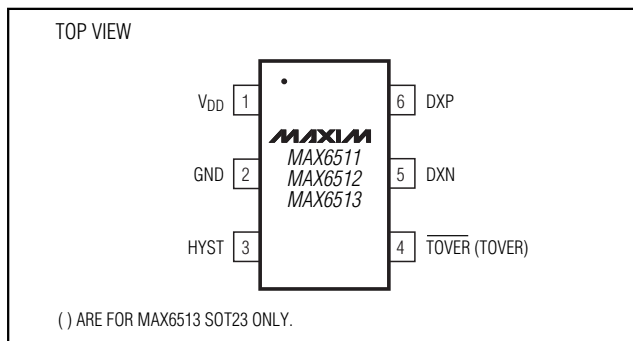 TOP VIEW
VDD 1
6 DXP
MAXIM
MAX6511
MAX6512
MAX6513
GND 2
5 DXN
HYST 3
4 TOVER (TOVER)
( ) ARE FOR MAX6513 SOT23 ONLY.